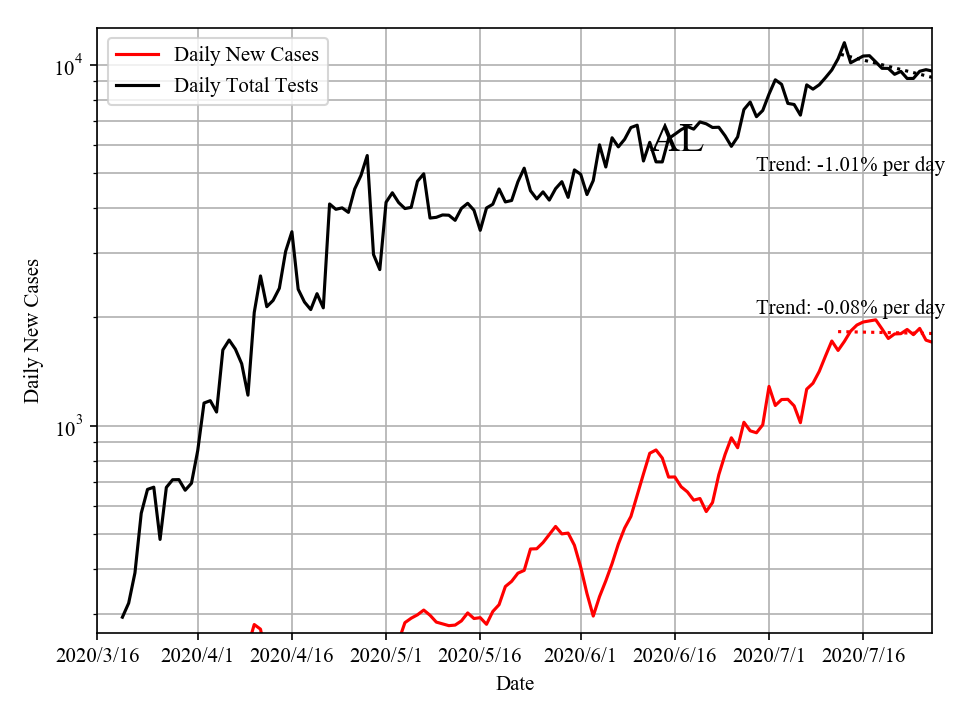 Daily New Cases
Daily Total Tests
10^4
AL
Trend: -1.01% per day
Trend: -0.08% per day
10^3
Daily New Cases
2020/3/16 2020/4/1 2020/4/16 2020/5/1 2020/5/16 2020/6/1 2020/6/16 2020/7/1 2020/7/16
Date